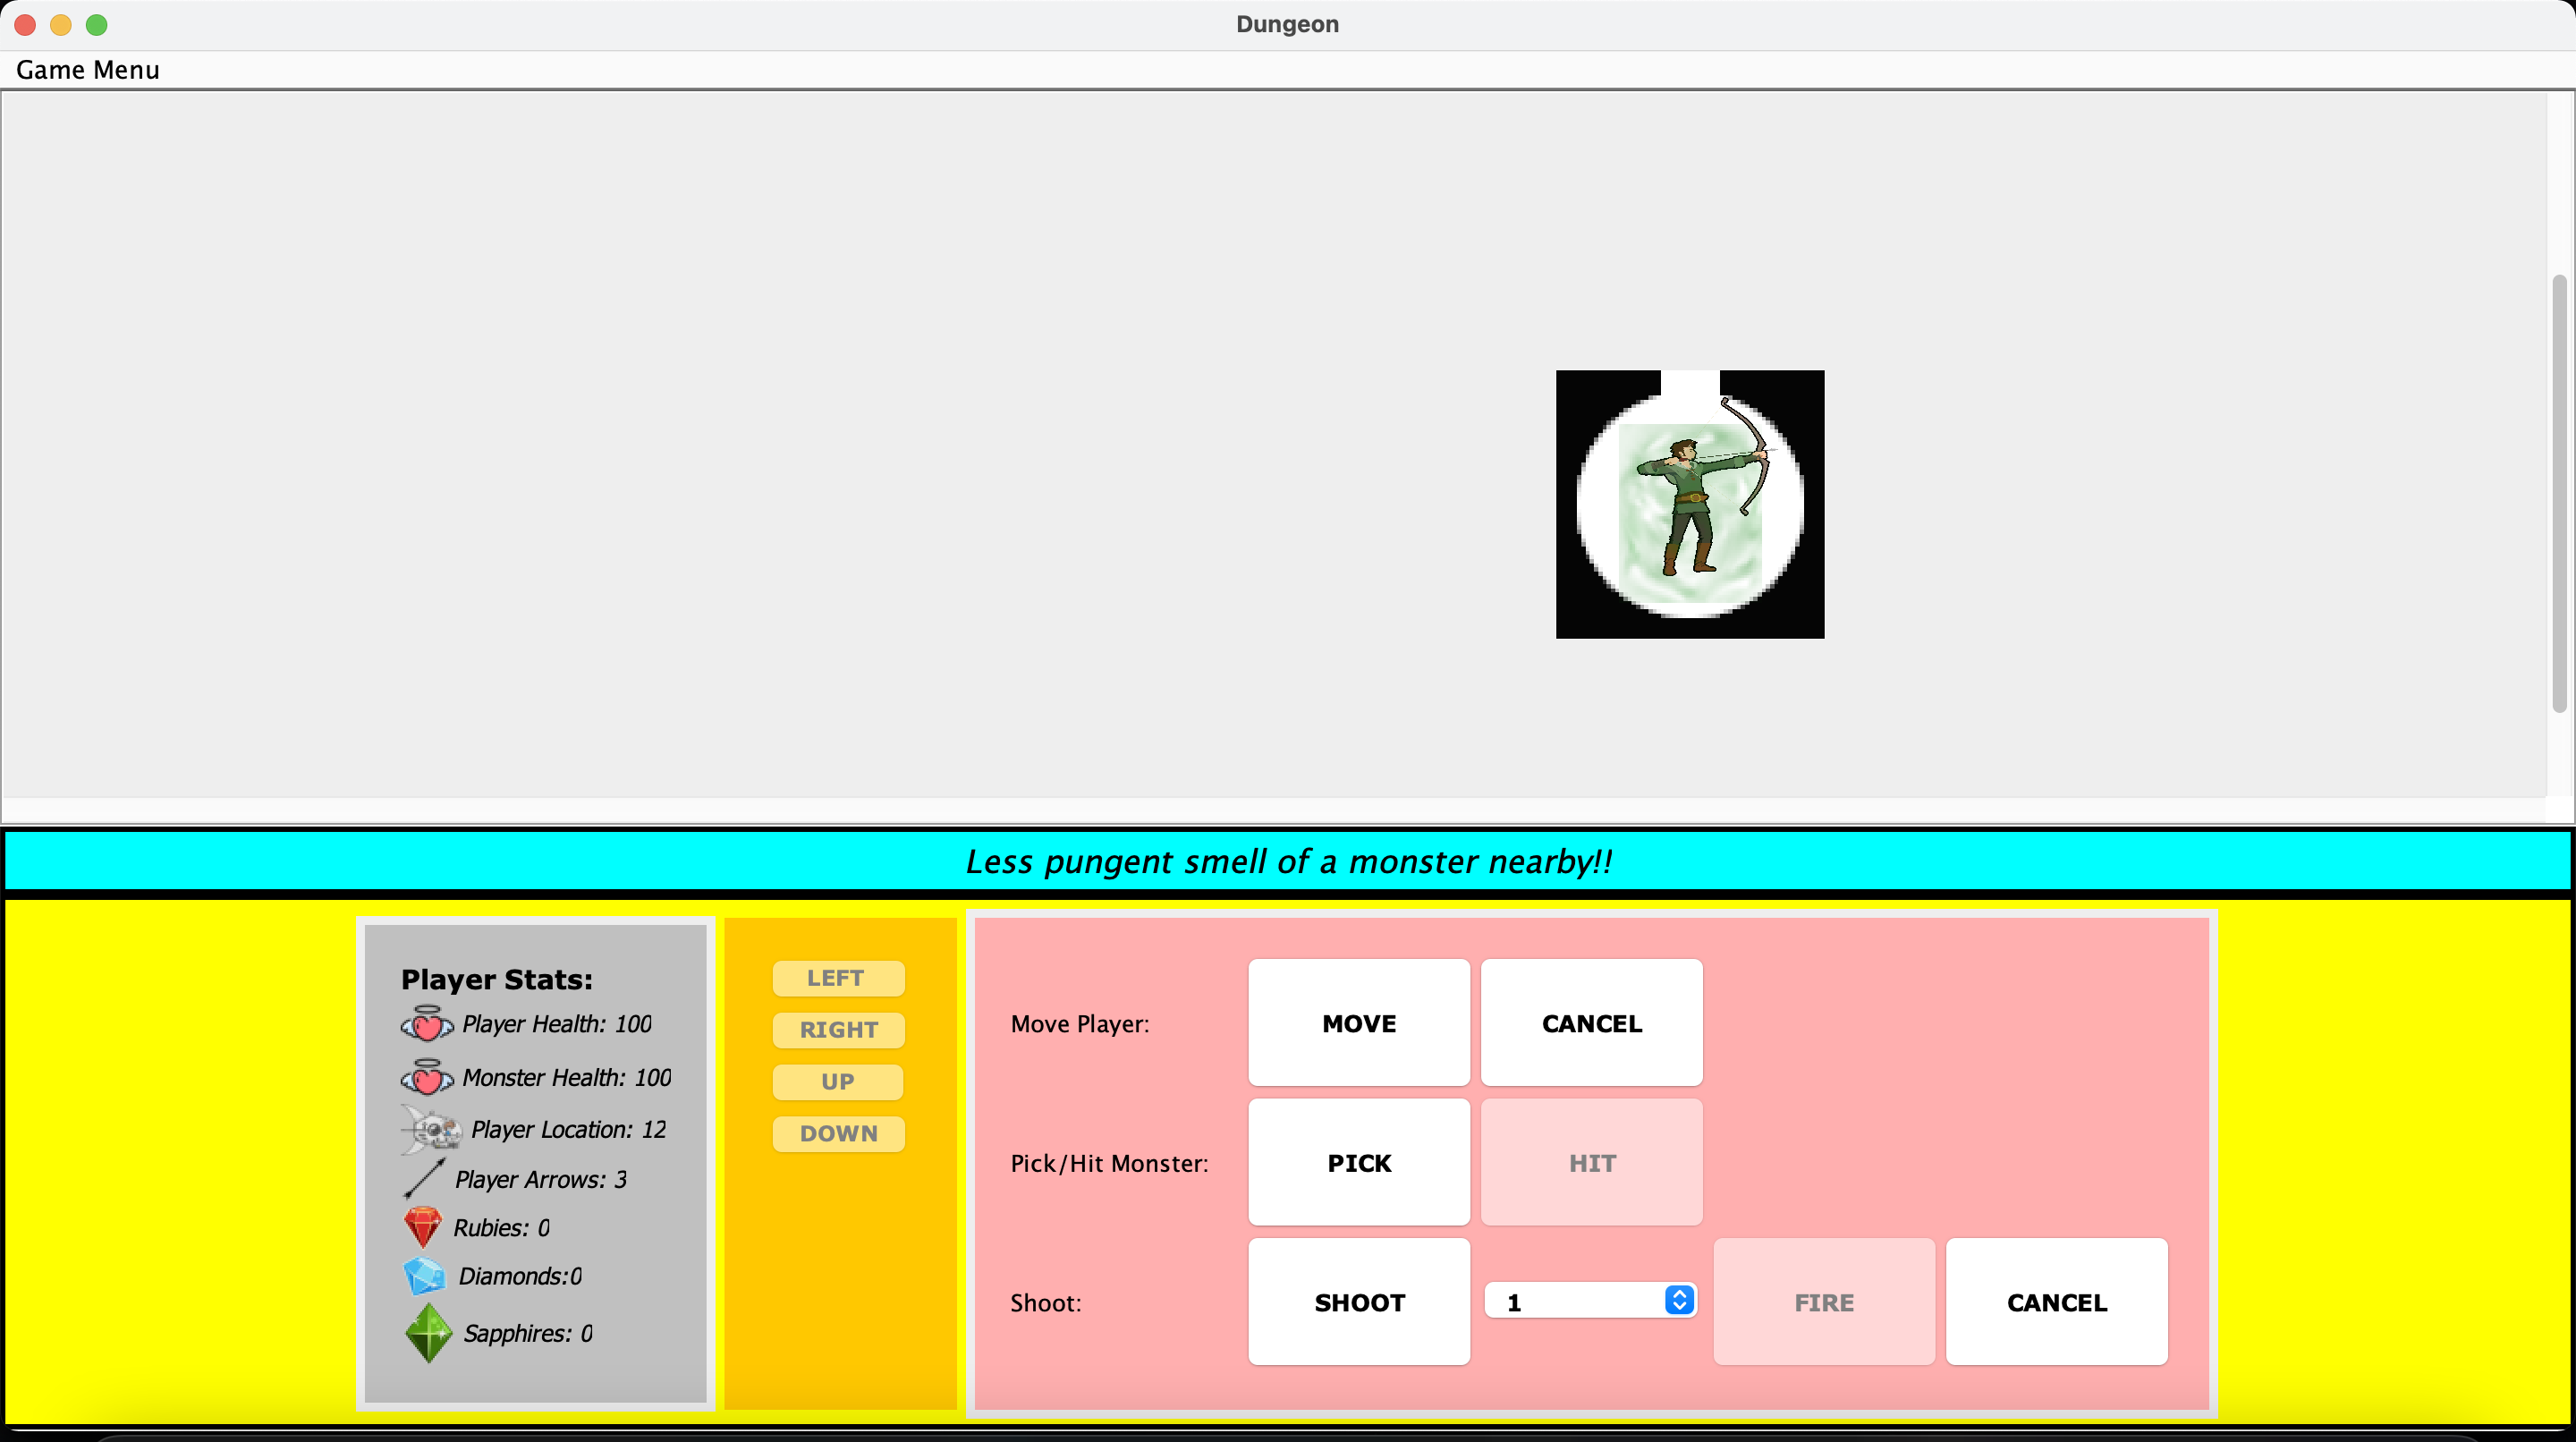 Dungeon
Game Menu
Less pungent smell of a monster nearby!!
Player Stats:
Player Health: 100
Monster Health: 100
Player Location: 12
Player Arrows: 3
Rubies: 0
Diamonds:0
Sapphires: 0
LEFT
RIGHT
UP
DOWN
Move Player: MOVE CANCEL
Pick/Hit Monster: PICK HIT
Shoot: SHOOT 1 FIRE CANCEL